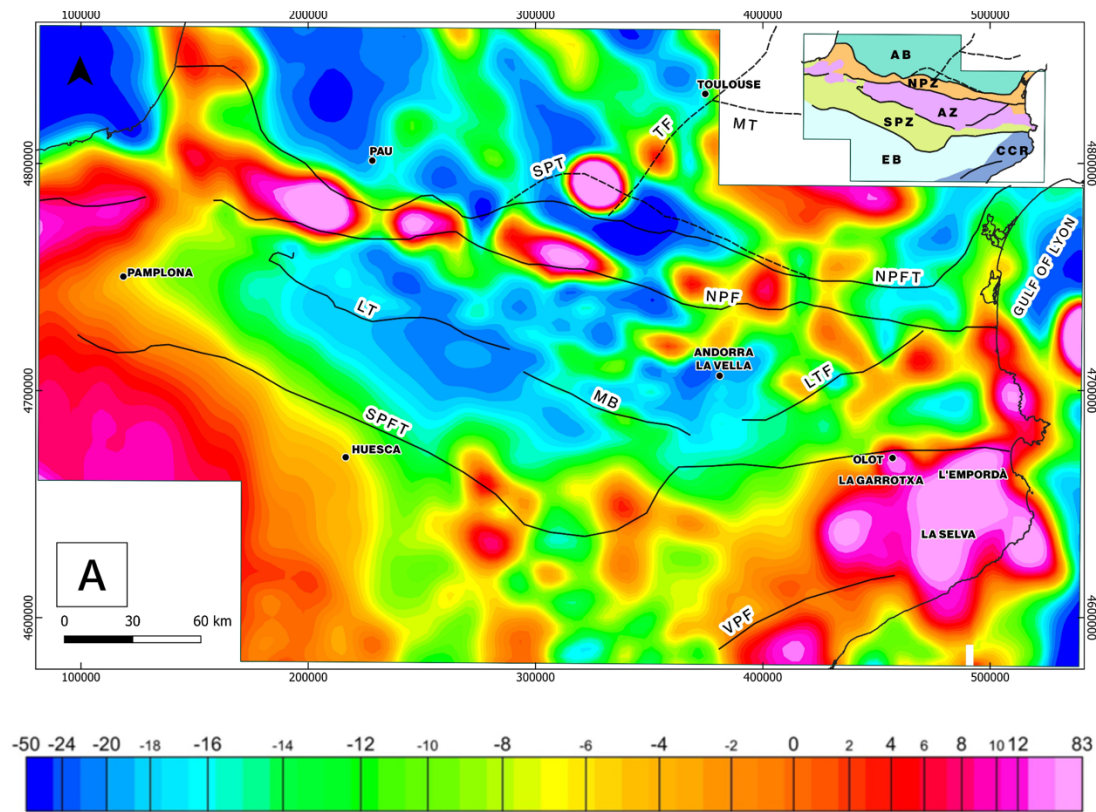 100000 200000 300000 400000 500000
TOULOUSE
AB
NPZ
AZ
SPZ
EB
CCR
MT
TF
PAU
SPT
4800000
4800000
PAMPLONA
NPFT
GULF OF LYON
NPF
LT
ANDORRA
LA VELLA
4700000
4700000
LTF
MB
SPFT
HUESCA
OLOT
L'EMPORDÀ
LA GARROTXA
LA SELVA
A
VPF
4600000
4600000
0 30 60 km
100000 200000 300000 400000 500000
-50 -24 -20 -18 -16 -14 -12 -10 -8 -6 -4 -2 0 2 4 6 8 10 12 83